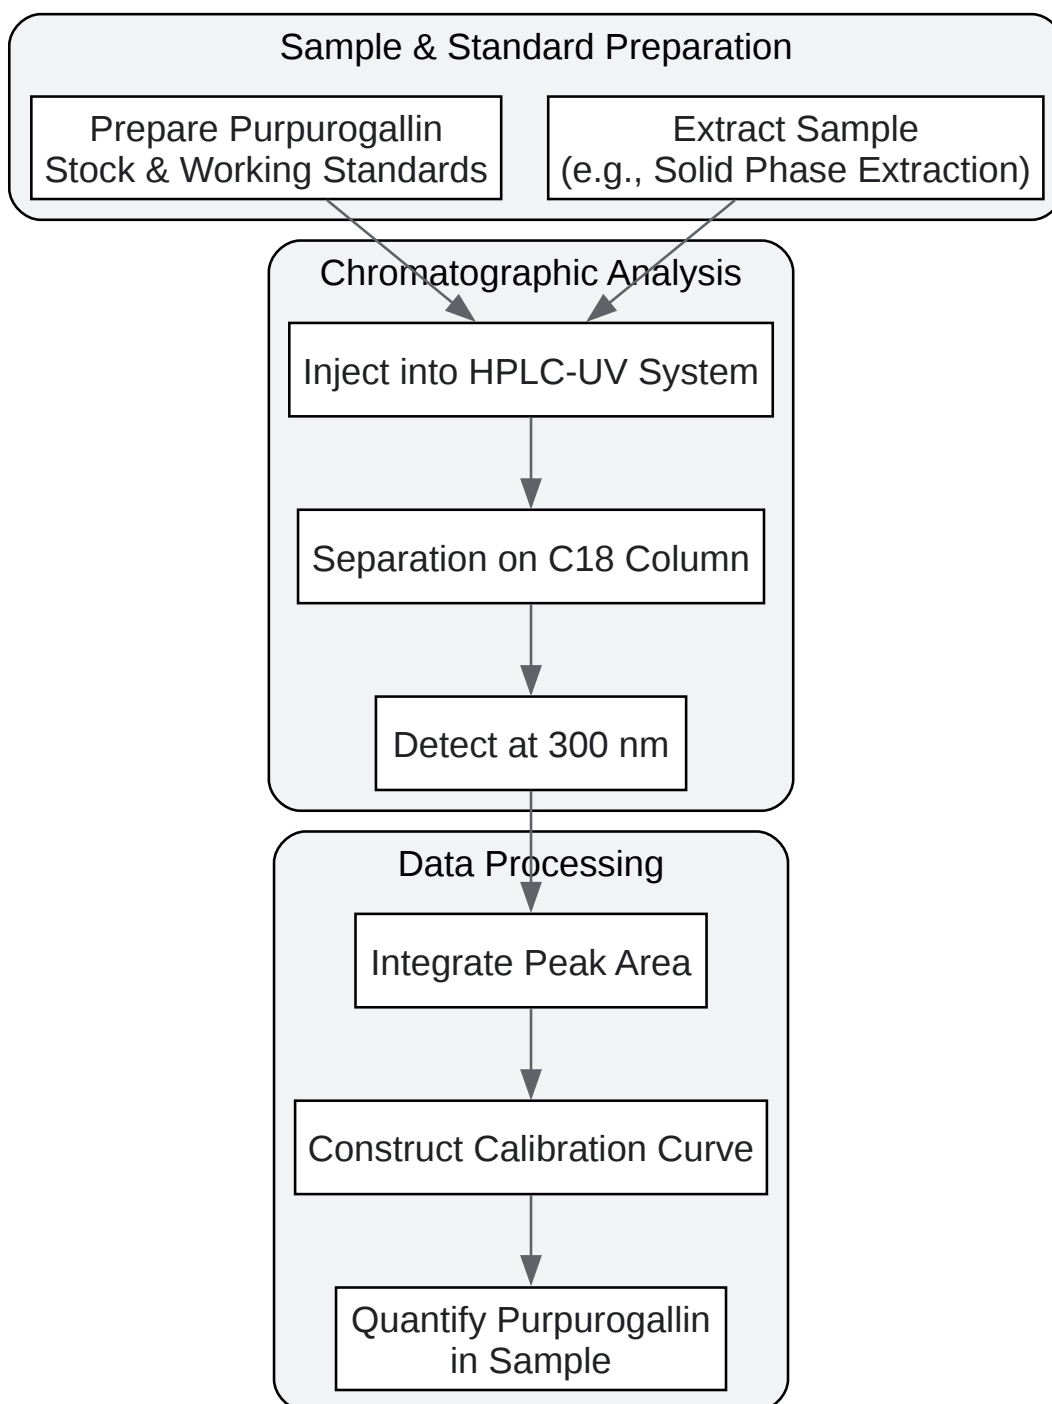 Sample & Standard Preparation
Prepare Purpurogallin
Stock & Working Standards
Extract Sample
(e.g., Solid Phase Extraction)
Chromatographic Analysis
Inject into HPLC-UV System
Separation on C18 Column
Detect at 300 nm
Data Processing
Integrate Peak Area
Construct Calibration Curve
Quantify Purpurogallin
in Sample